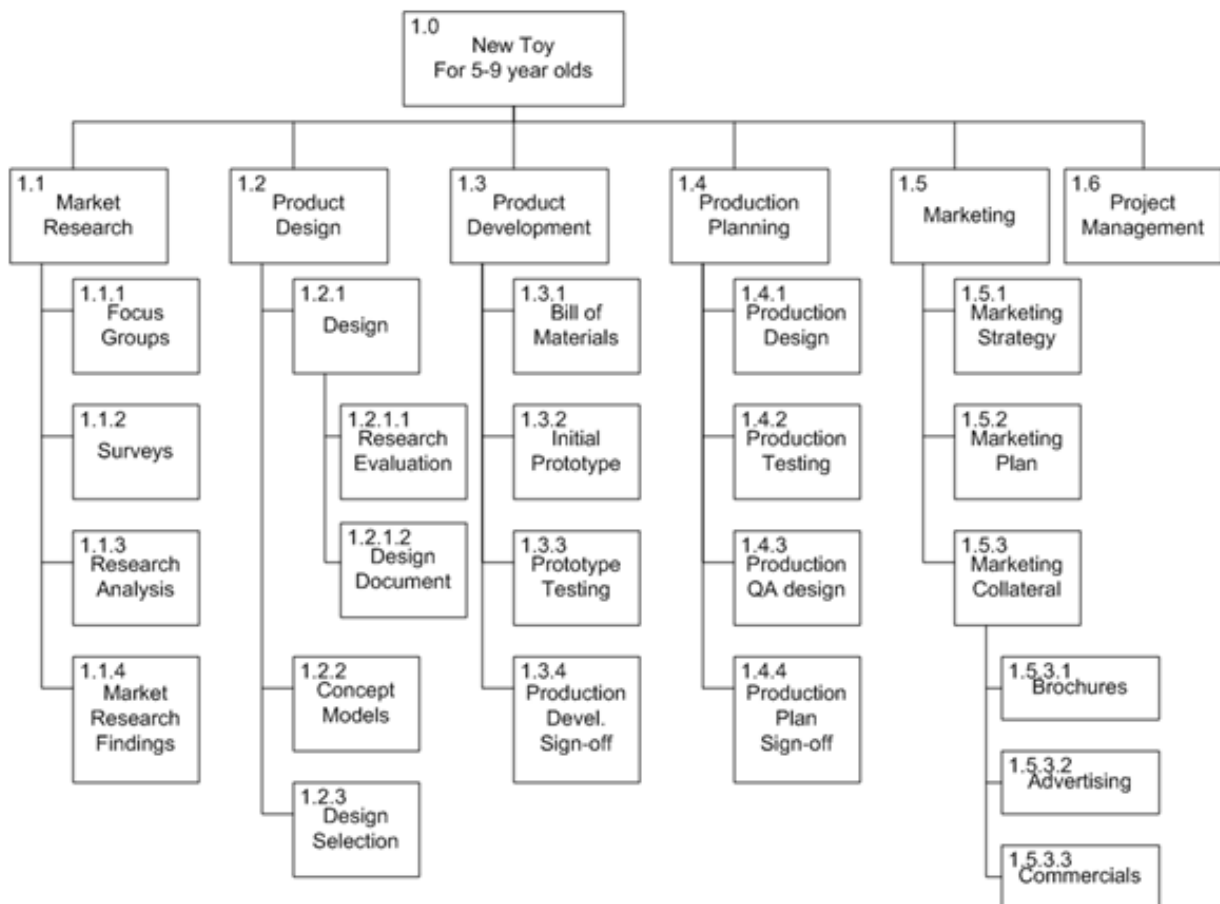 1.0
New Toy
For 5-9 year olds
1.1
Market
Research
1.2
Product
Design
1.3
Product
Development
1.4
Production
Planning
1.5
Marketing
1.6
Project
Management
1.1.1
Focus
Groups
1.1.2
Surveys
1.1.3
Research
Analysis
1.1.4
Market
Research
Findings
1.2.1
Design
1.2.1.1
Research
Evaluation
1.2.1.2
Design
Document
1.2.2
Concept
Models
1.2.3
Design
Selection
1.3.1
Bill of
Materials
1.3.2
Initial
Prototype
1.3.3
Prototype
Testing
1.3.4
Production
Devel.
Sign-off
1.4.1
Production
Design
1.4.2
Production
Testing
1.4.3
Production
QA design
1.4.4
Production
Plan
Sign-off
1.5.1
Marketing
Strategy
1.5.2
Marketing
Plan
1.5.3
Marketing
Collateral
1.5.3.1
Brochures
1.5.3.2
Advertising
1.5.3.3
Commercials